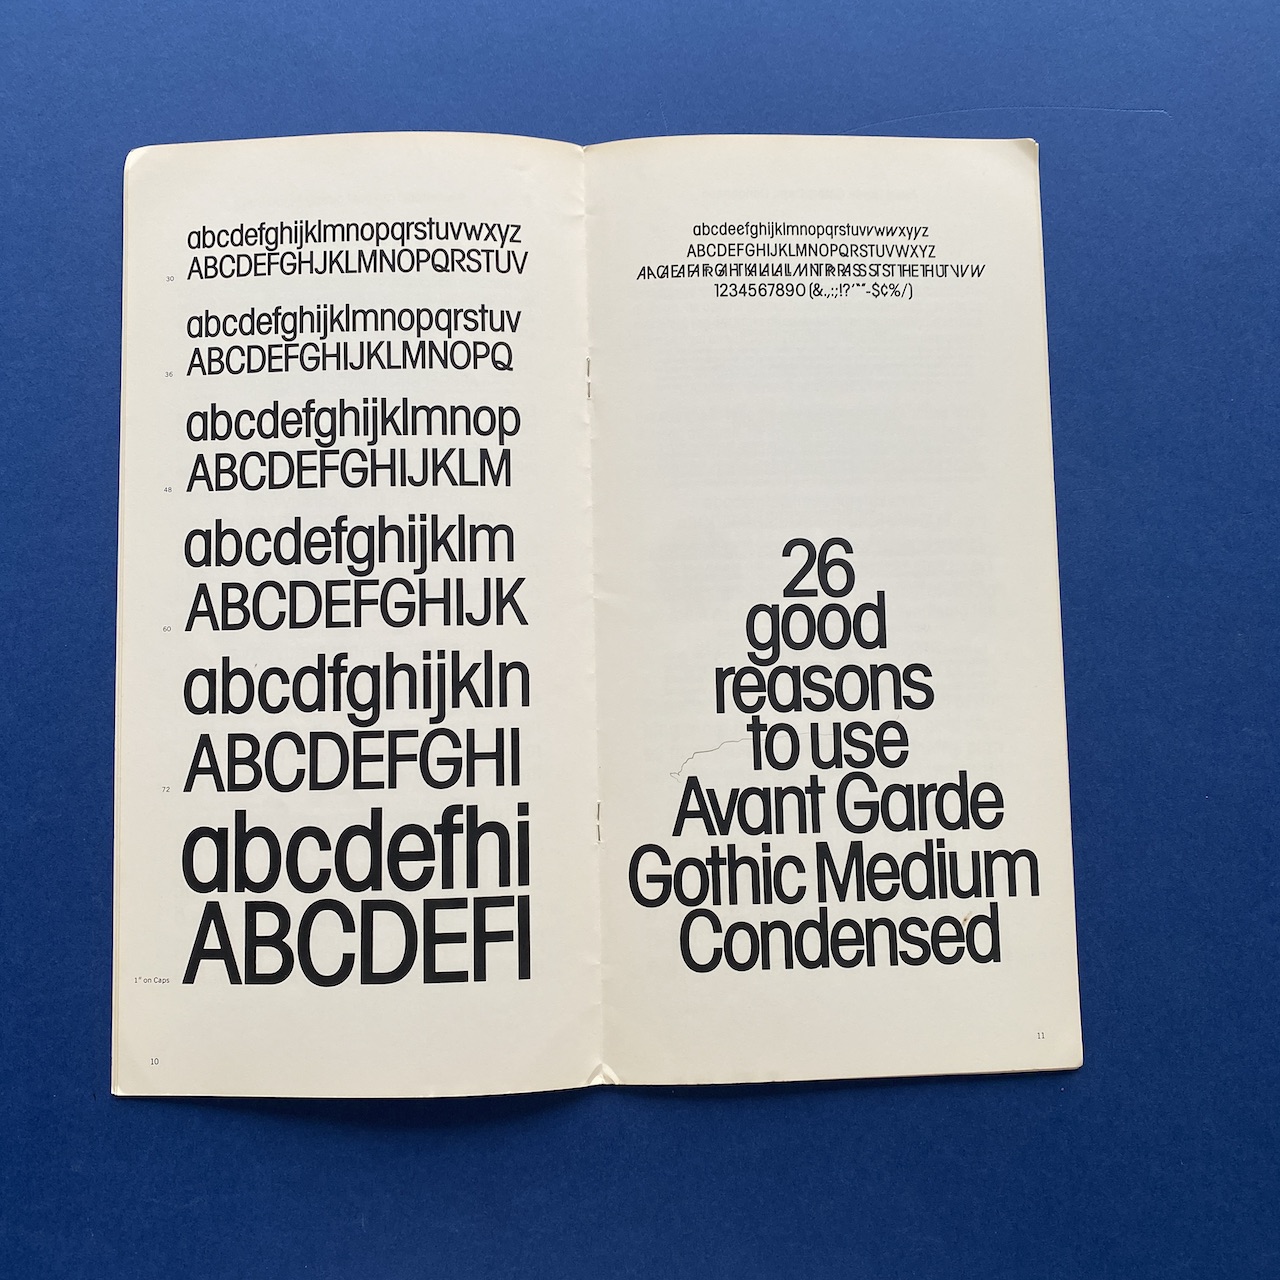 abcdefghijklmnopqrstuvwxyz
30 ABCDEFGHJKLMNOPQRSTUV
abcdefghijklmnopqrstuv
36 ABCDEFGHIJKLMNOPQ
abcdefghijklmnop
48 ABCDEFGHIJKLM
abcdefghijklm
60 ABCDEFGHIJK
abcdfghijkln
72 ABCDEFGHI
abcdefhi
1" on Caps ABCDEFI
10
abcdeefghijklmnopqrstuvvwwxyyz
ABCDEFGHIJKLMNOPQRSTUVWXYZ
1234567890 (&.,:;!?’“”-$¢%/)
26
good
reasons
to use
Avant Garde
Gothic Medium
Condensed
11